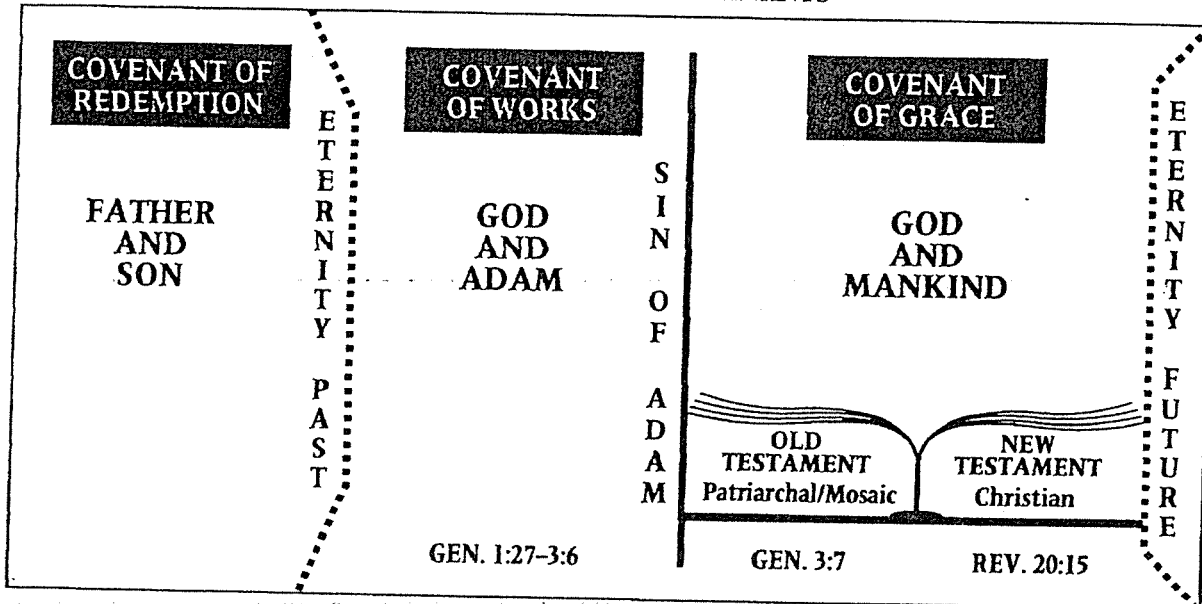 COVENANT OF
REDEMPTION
FATHER
AND
SON
ETERNITY PAST
COVENANT
OF WORKS
GOD
AND
ADAM
GEN. 1:27–3:6
SIN OF ADAM
COVENANT
OF GRACE
GOD
AND
MANKIND
OLD
TESTAMENT
Patriarchal/Mosaic
NEW
TESTAMENT
Christian
GEN. 3:7
REV. 20:15
ETERNITY FUTURE